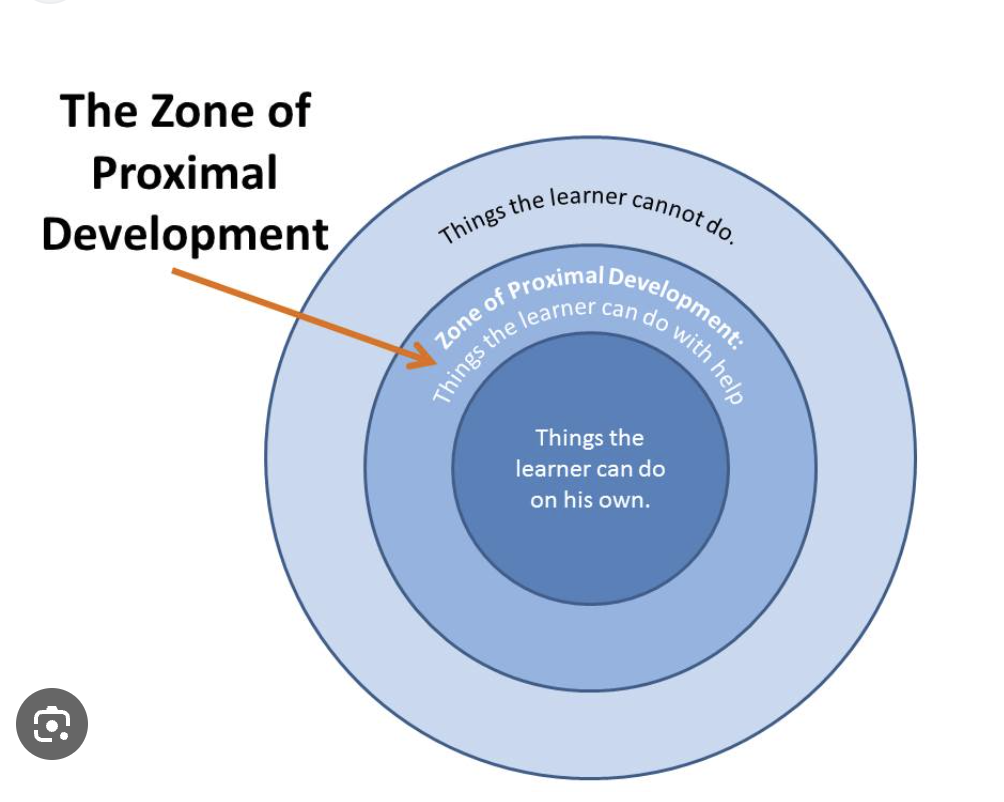 The Zone of
Proximal
Development
Things the learner cannot do.
Zone of Proximal Development:
Things the learner can do with help
Things the
learner can do
on his own.